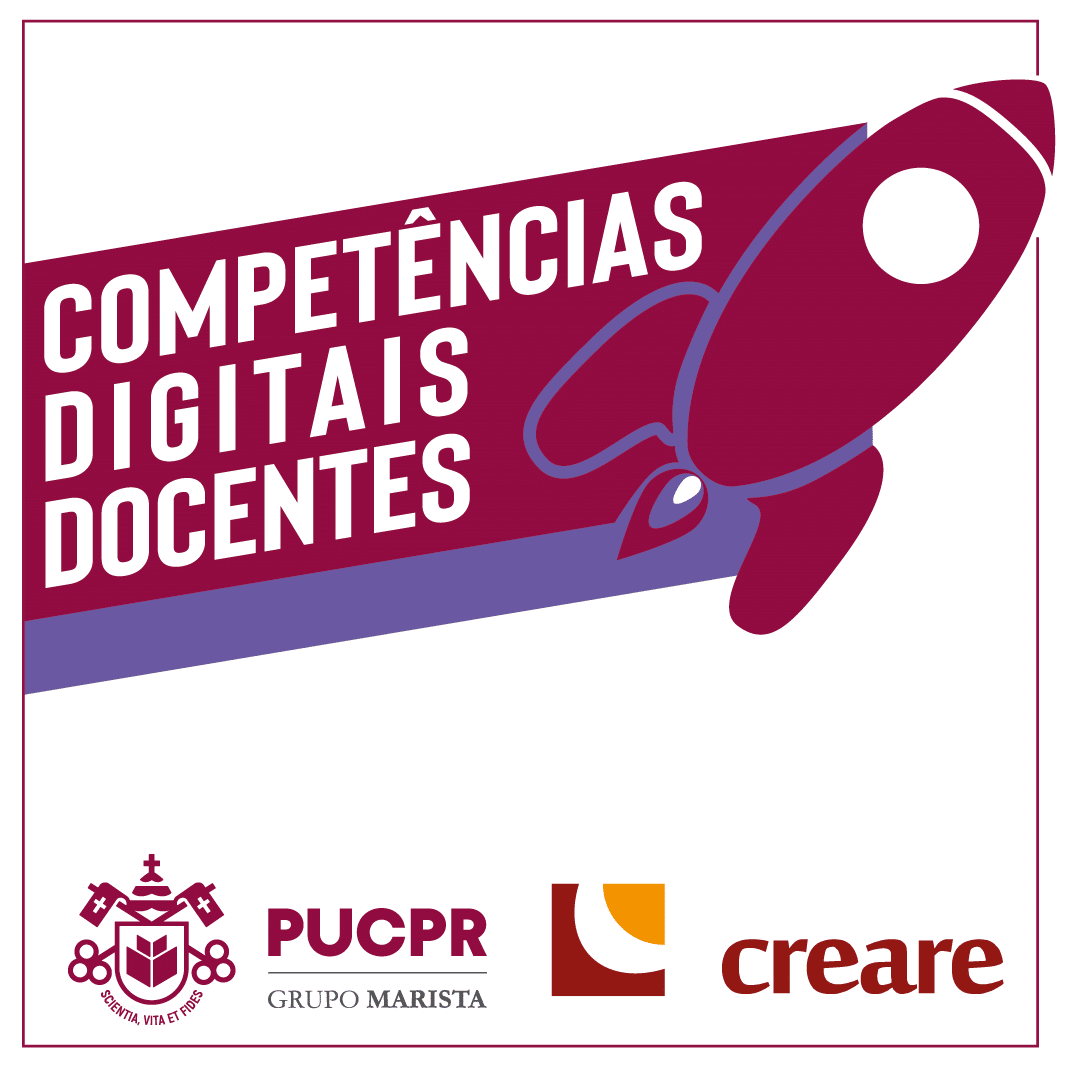 COMPETÊNCIAS
DIGITAIS
DOCENTES
SCIENTIA, VITA ET FIDES
PUCPR
GRUPO MARISTA
creare